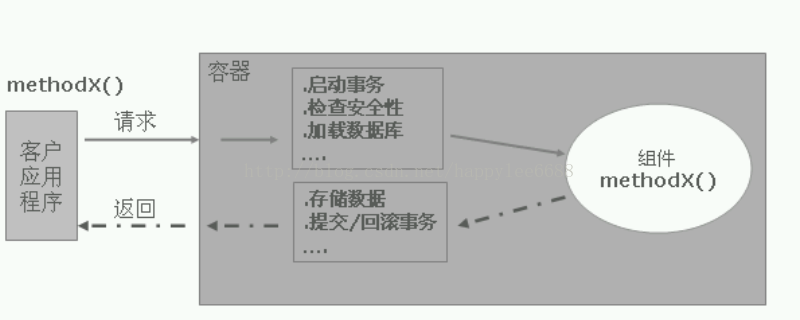 methodX()
客户
应用
程序
请求
返回
容器
.启动事务
.检查安全性
.加载数据库
....
.存储数据
.提交/回滚事务
....
组件
methodX()